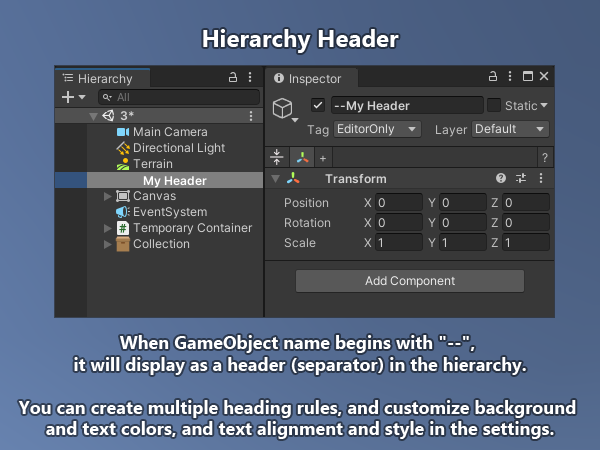 Hierarchy Header
Hierarchy
All
3*
Main Camera
Directional Light
Terrain
My Header
Canvas
EventSystem
Temporary Container
Collection
Inspector
--My Header
Static
Tag EditorOnly Layer Default
+ ?
Transform
Position X 0 Y 0 Z 0
Rotation X 0 Y 0 Z 0
Scale X 1 Y 1 Z 1
Add Component
When GameObject name begins with "--",
it will display as a header (separator) in the hierarchy.
You can create multiple heading rules, and customize background
and text colors, and text alignment and style in the settings.